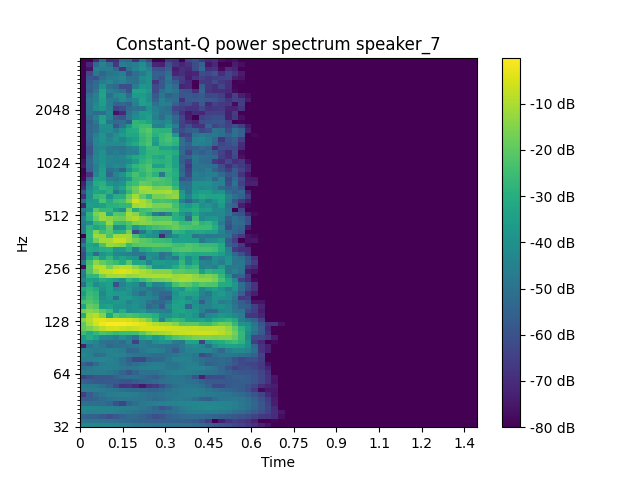 Constant-Q power spectrum speaker_7
Hz
2048
1024
512
256
128
64
32
0 0.15 0.3 0.45 0.6 0.75 0.9 1.1 1.2 1.4
Time
-10 dB
-20 dB
-30 dB
-40 dB
-50 dB
-60 dB
-70 dB
-80 dB